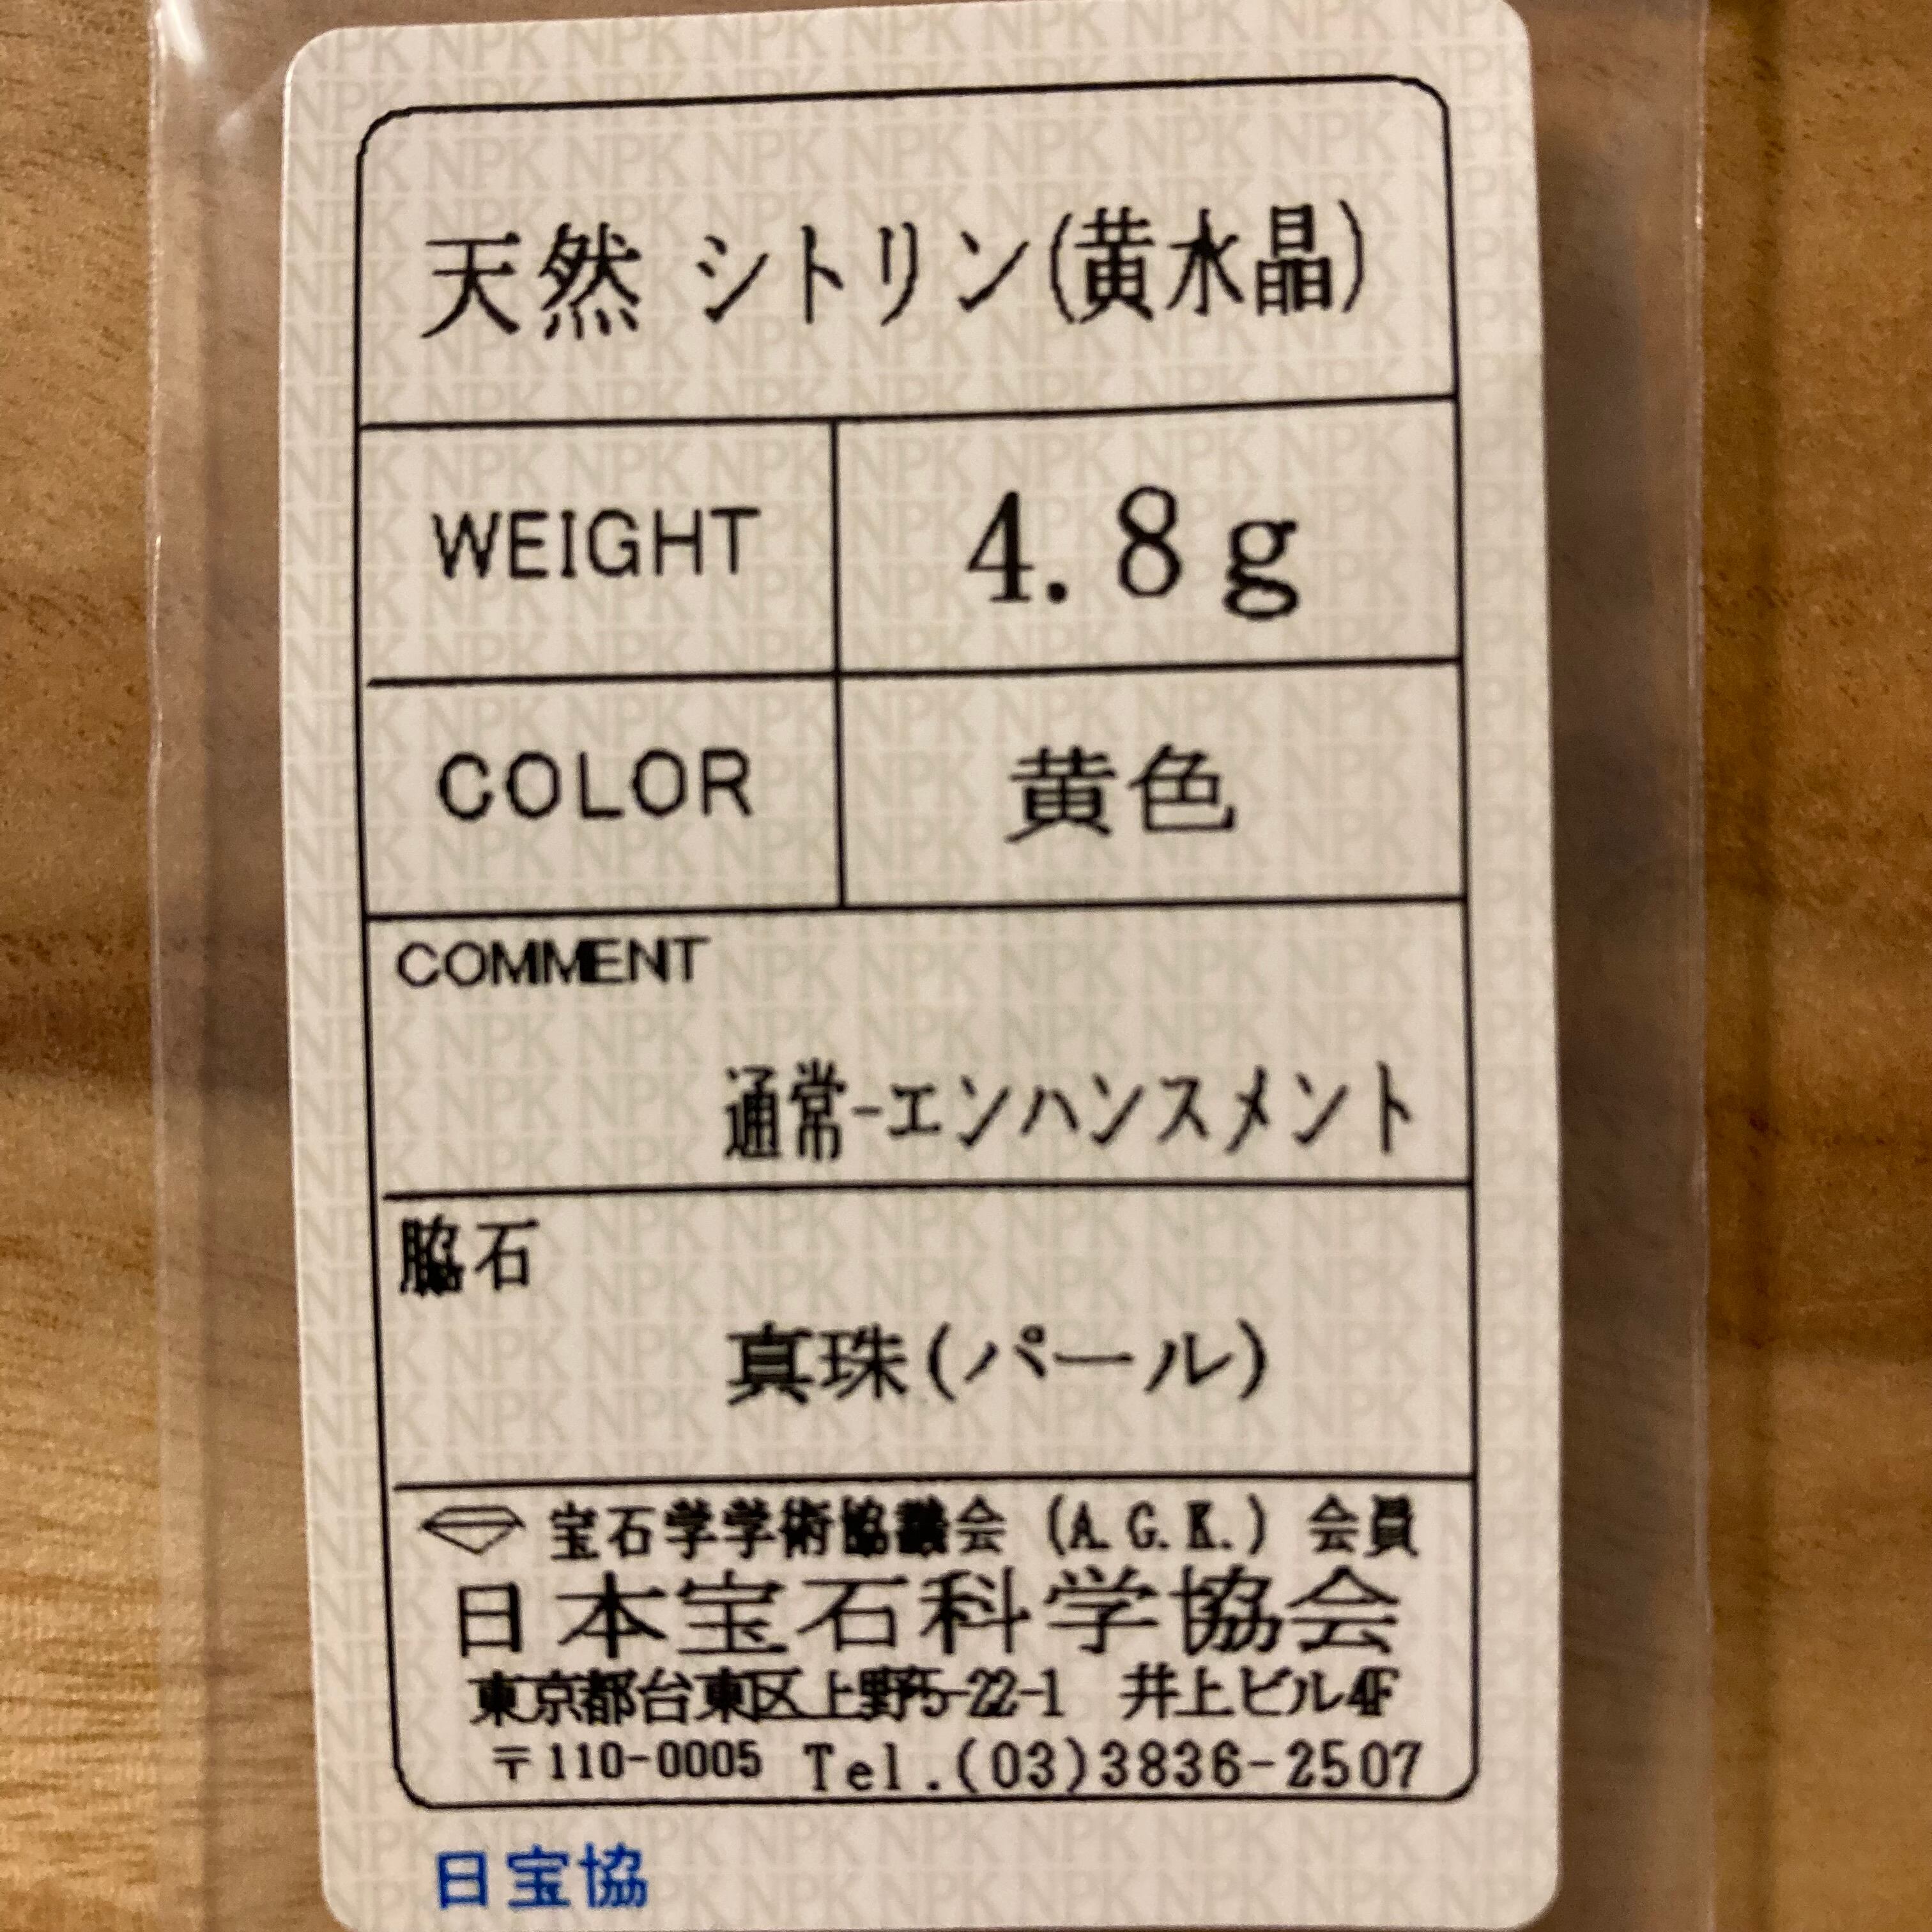 天然 シトリン(黄水晶)
WEIGHT 4.8g
COLOR 黄色
COMMENT
通常-エンハンスメント
脇石
真珠(パール)
宝石学学術協議会 (A.G.K.) 会員
日本宝石科学協会
東京都台東区上野5-22-1 井上ビル4F
〒110-0005 Tel.(03)3836-2507
日宝協